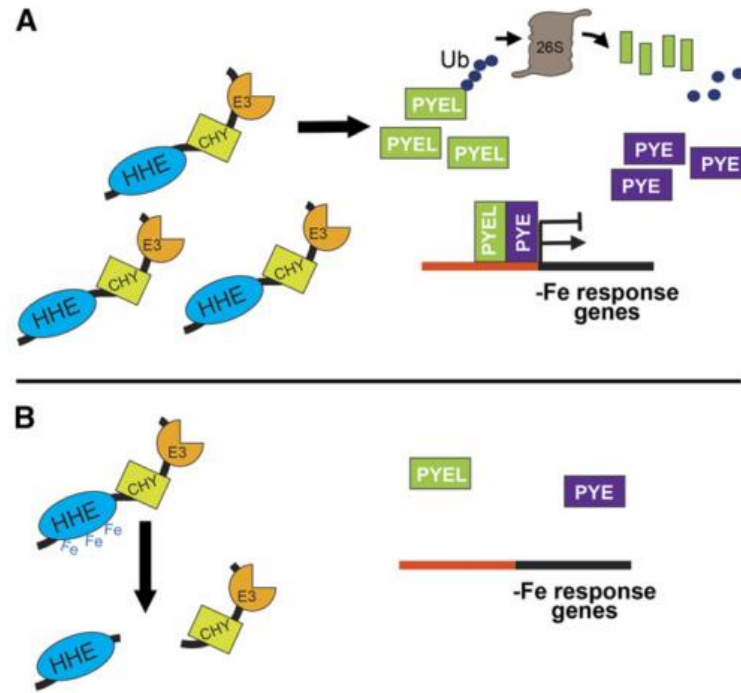 A
Ub
26S
E3
CHY
HHE
PYEL
PYEL
PYEL
PYE
PYE
PYE
E3
CHY
HHE
E3
CHY
HHE
PYEL
PYE
-Fe response
genes
B
E3
CHY
HHE
Fe
Fe
Fe
PYEL
PYE
E3
CHY
HHE
-Fe response
genes